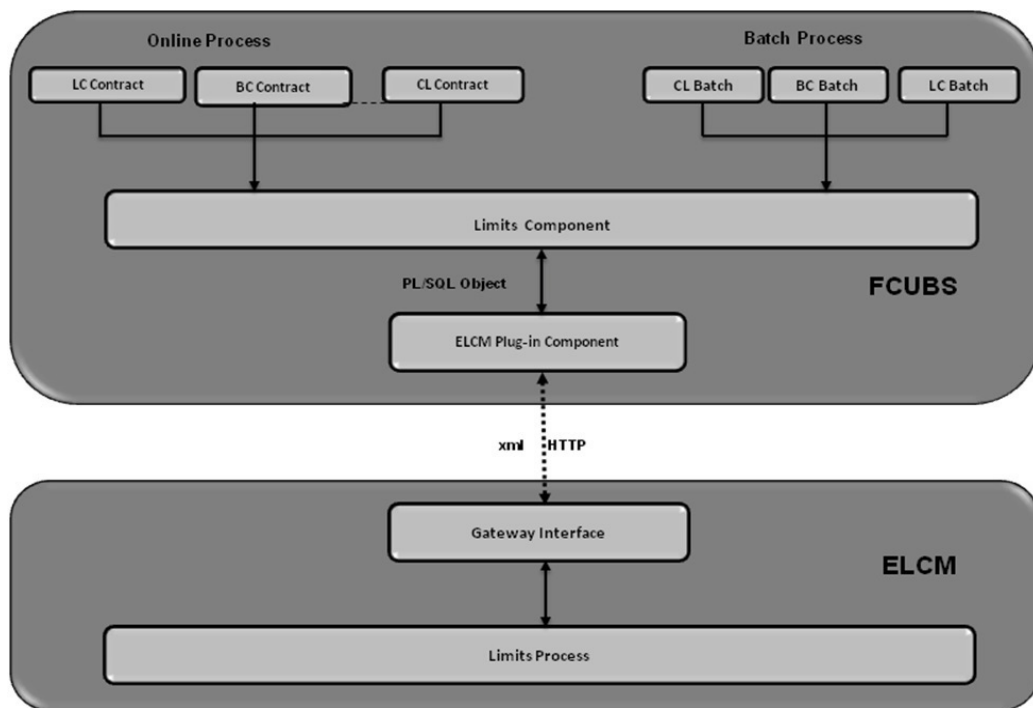 Online Process
Batch Process
LC Contract
BC Contract
CL Contract
CL Batch
BC Batch
LC Batch
Limits Component
PL/SQL Object
FCUBS
ELCM Plug-in Component
xml HTTP
Gateway Interface
ELCM
Limits Process